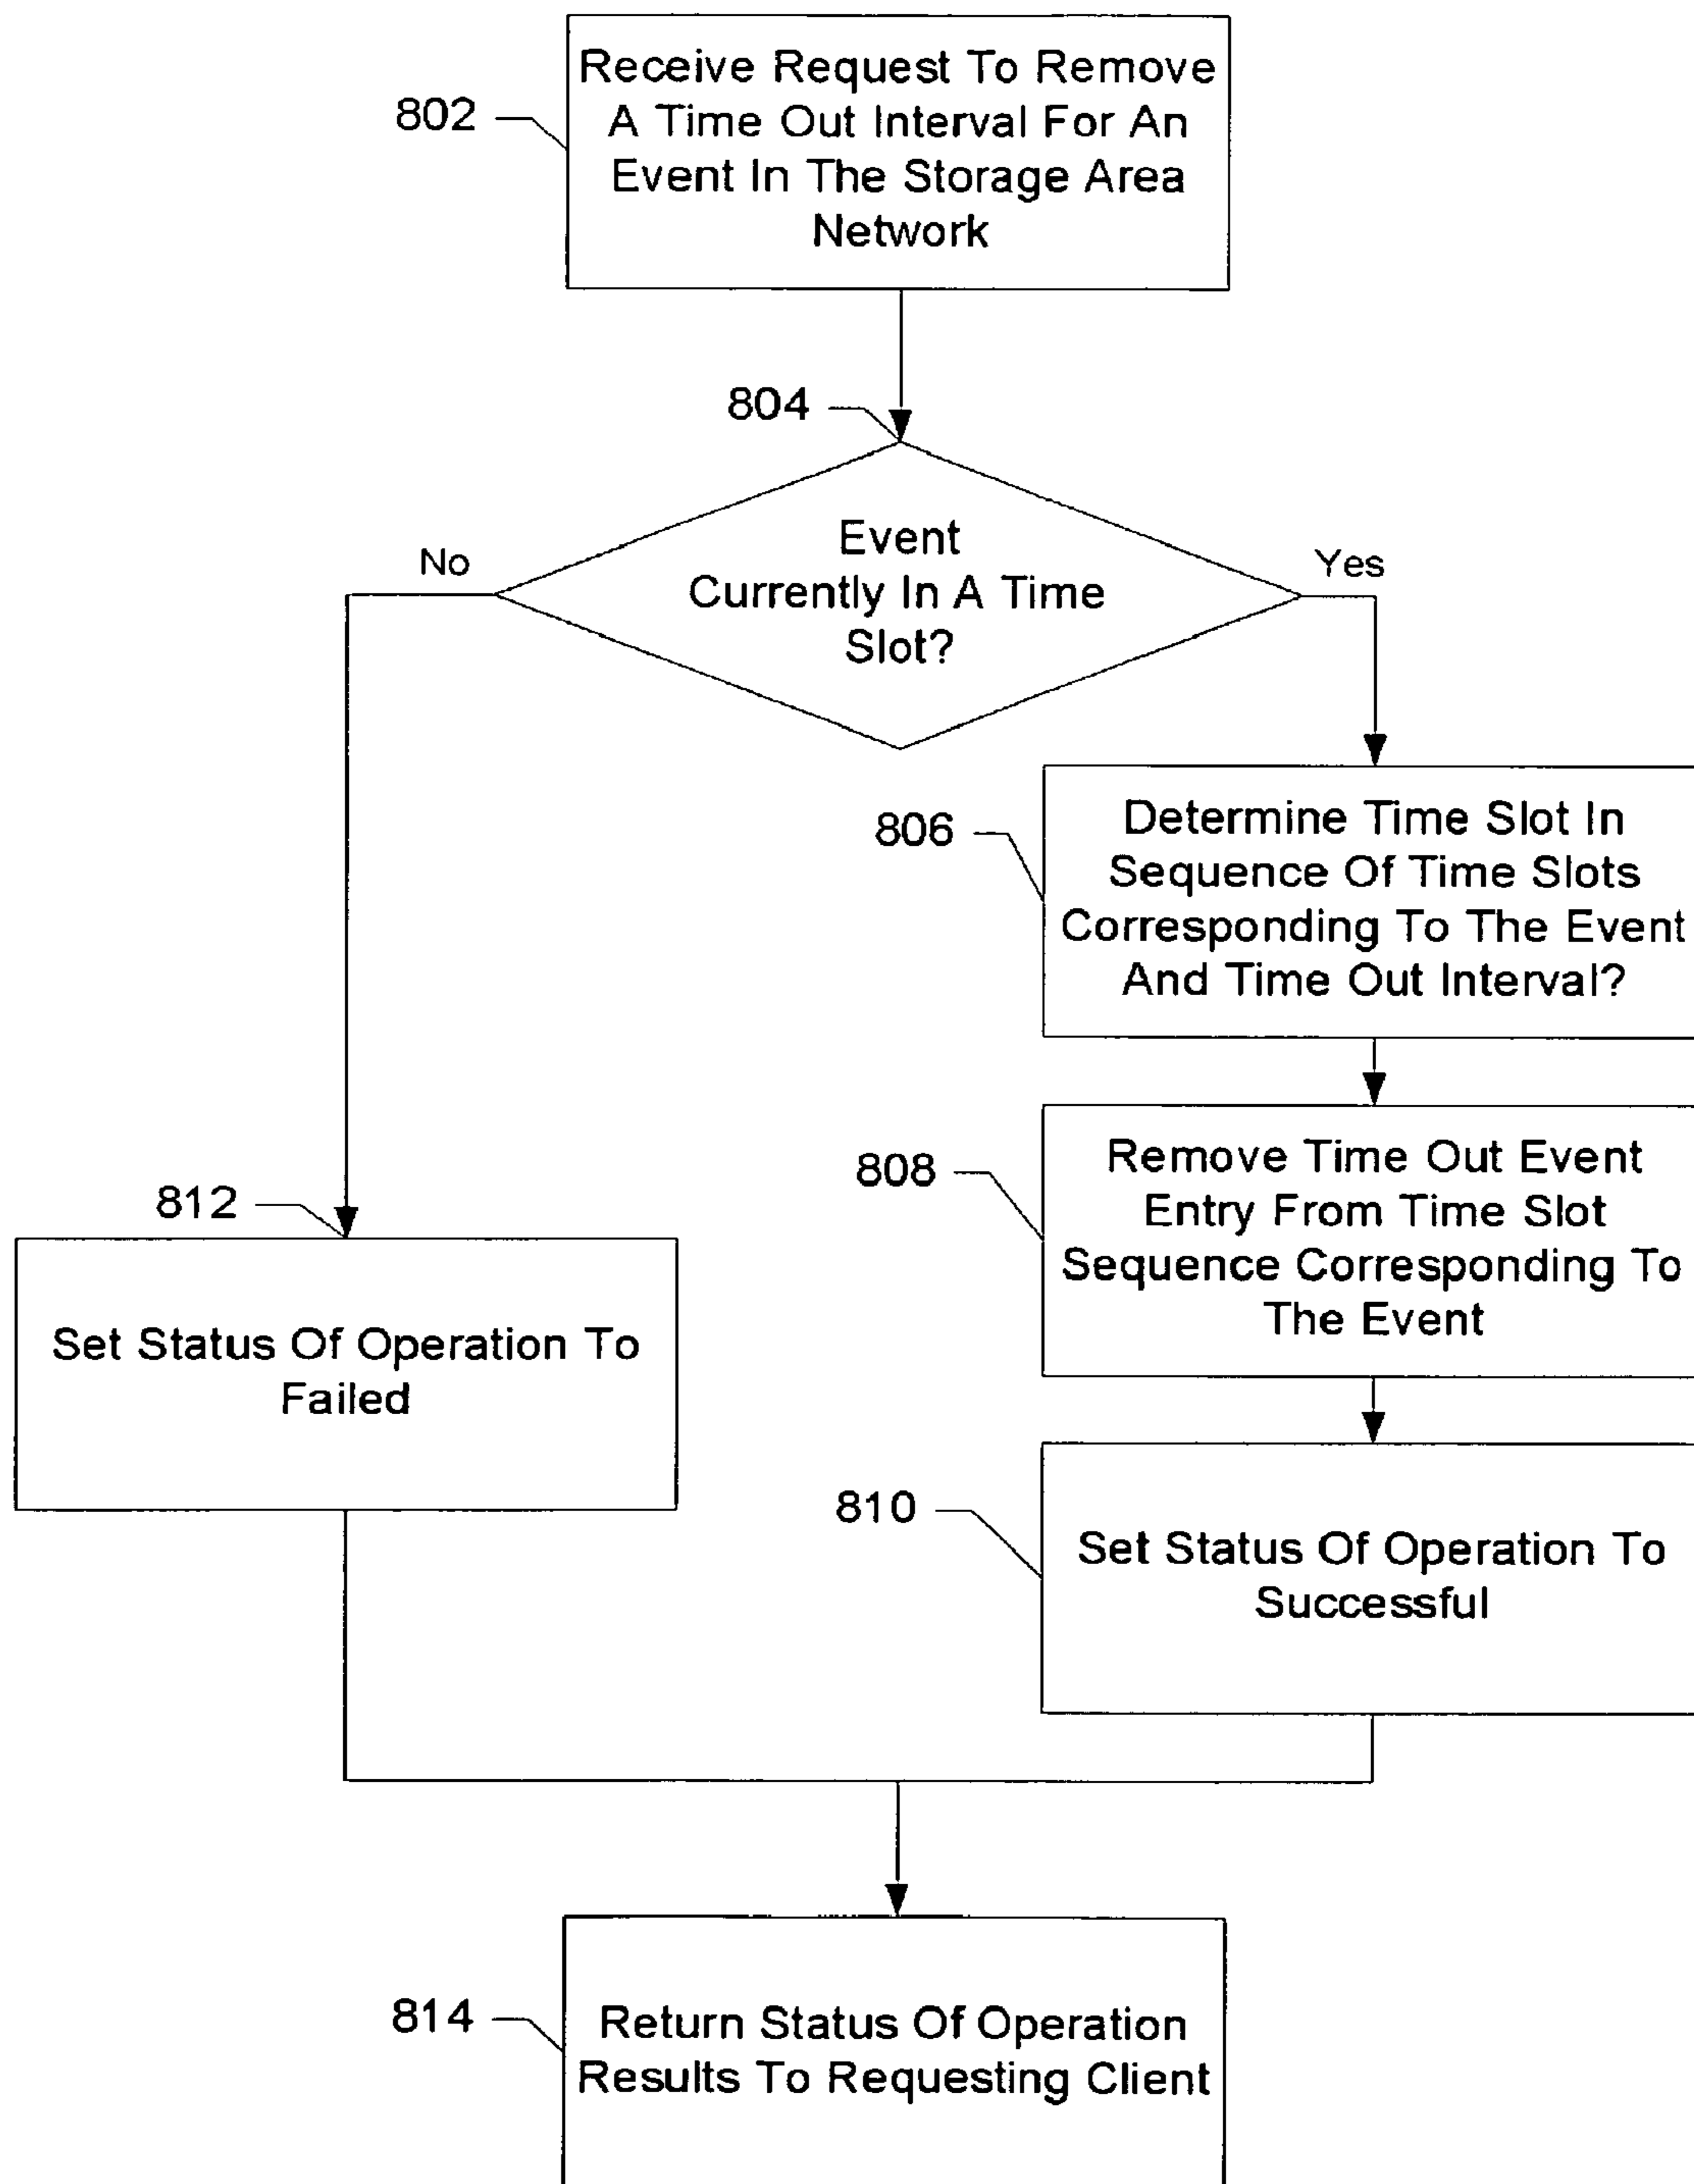 802
Receive Request To Remove
A Time Out Interval For An
Event In The Storage Area
Network
804
Event
Currently In A Time
Slot?
No
Yes
806
Determine Time Slot In
Sequence Of Time Slots
Corresponding To The Event
And Time Out Interval?
808
Remove Time Out Event
Entry From Time Slot
Sequence Corresponding To
The Event
812
Set Status Of Operation To
Failed
810
Set Status Of Operation To
Successful
814
Return Status Of Operation
Results To Requesting Client